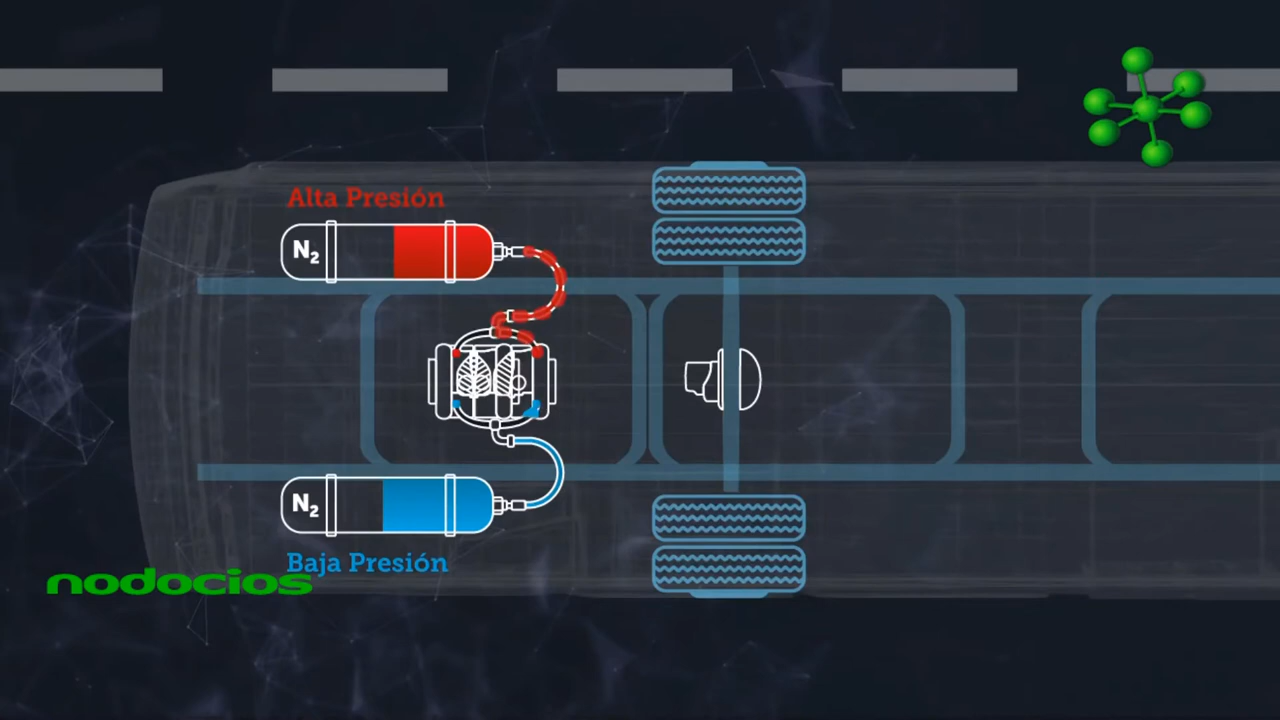 Alta Presión
N₂
N₂
Baja Presión
nodocios